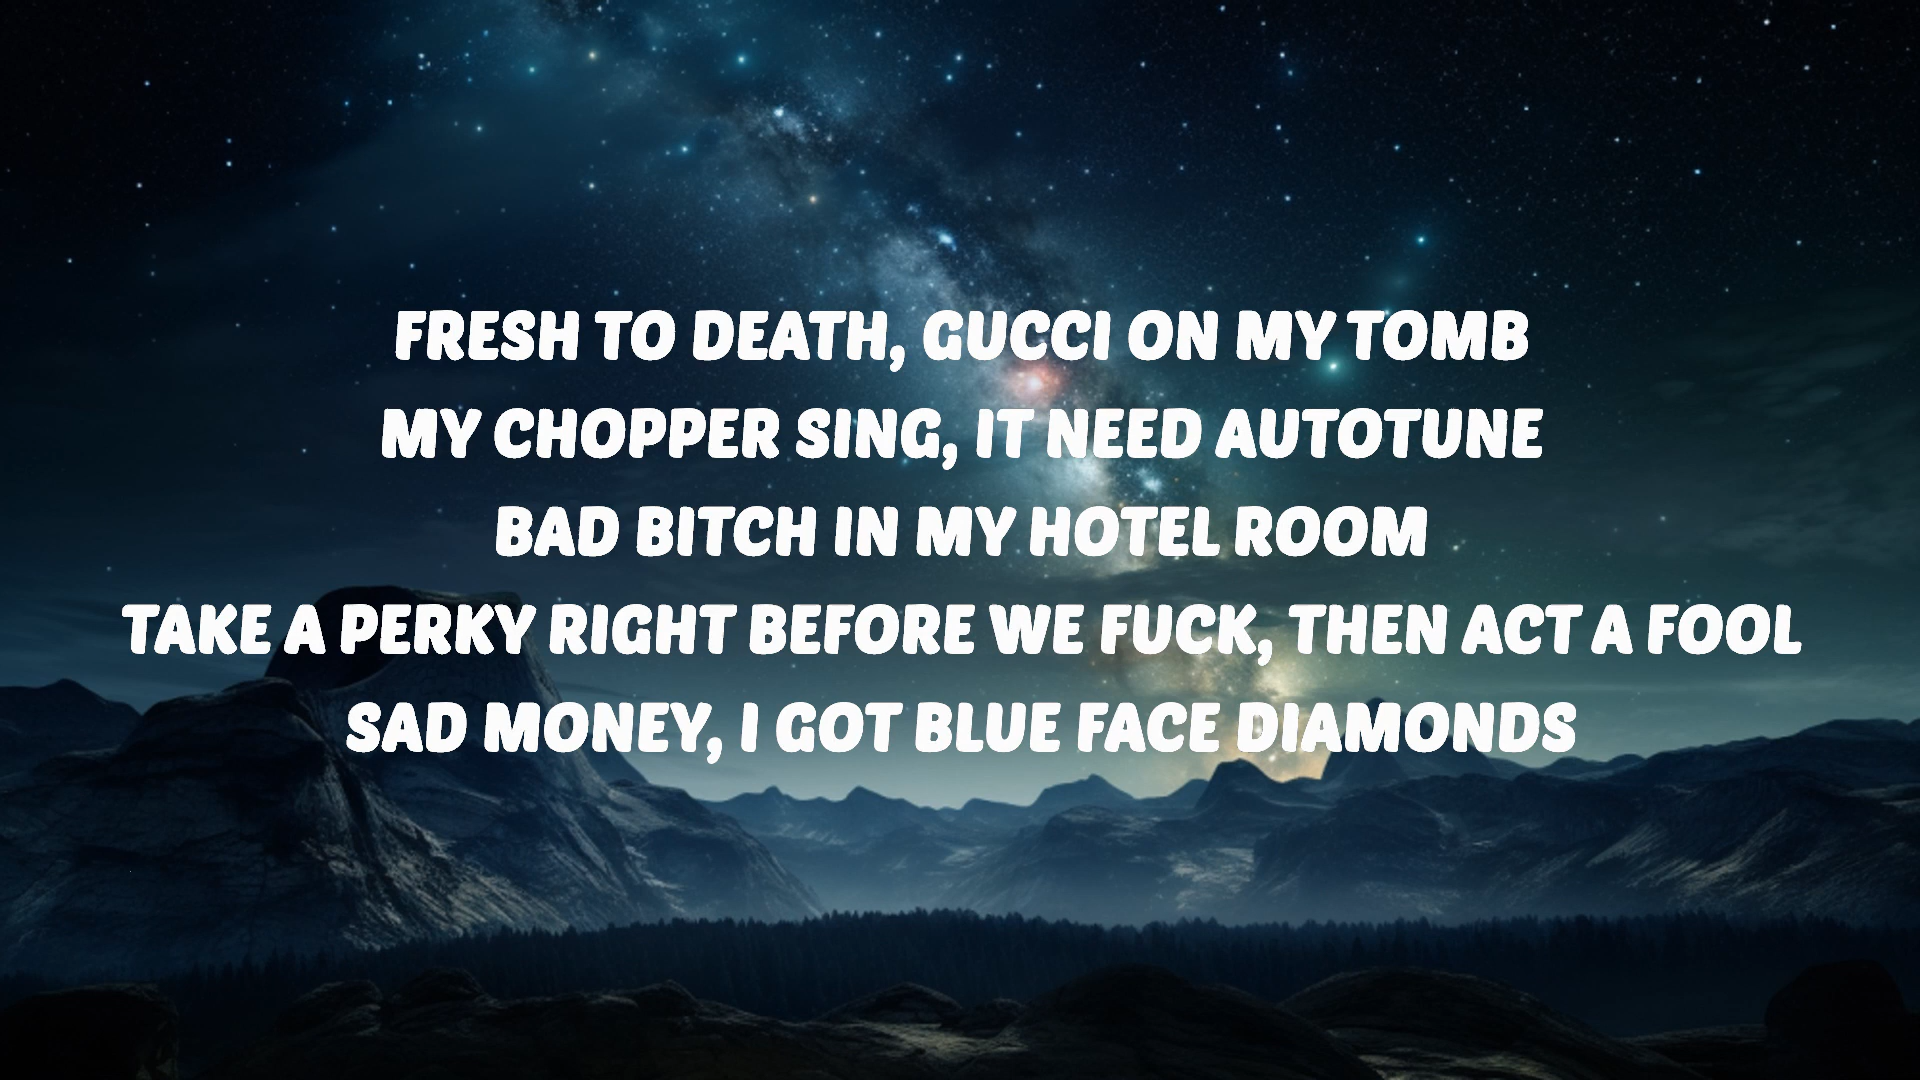 FRESH TO DEATH, GUCCI ON MY TOMB
MY CHOPPER SING, IT NEED AUTOTUNE
BAD BITCH IN MY HOTEL ROOM
TAKE A PERKY RIGHT BEFORE WE FUCK, THEN ACT A FOOL
SAD MONEY, I GOT BLUE FACE DIAMONDS